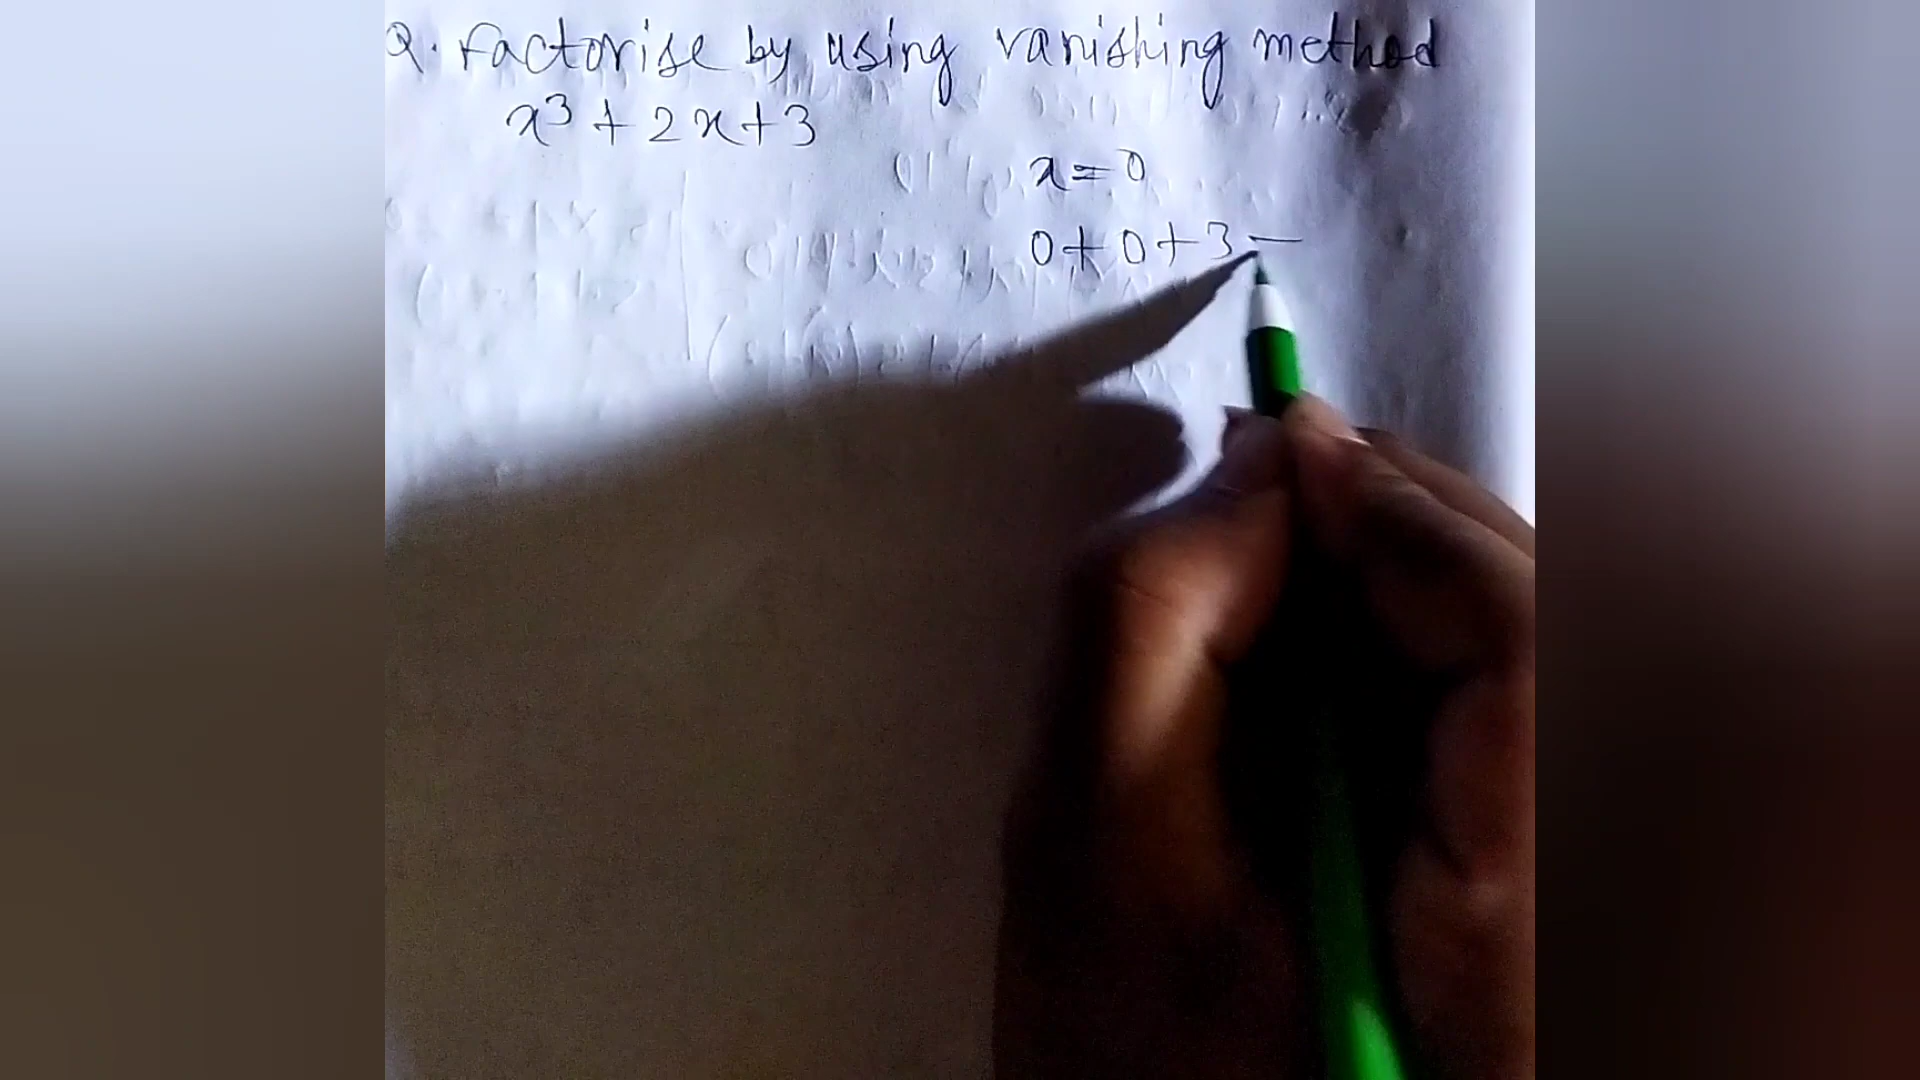 Q. Factorise by using vanishing method
x³ + 2x + 3
x = 0
0 + 0 + 3 =